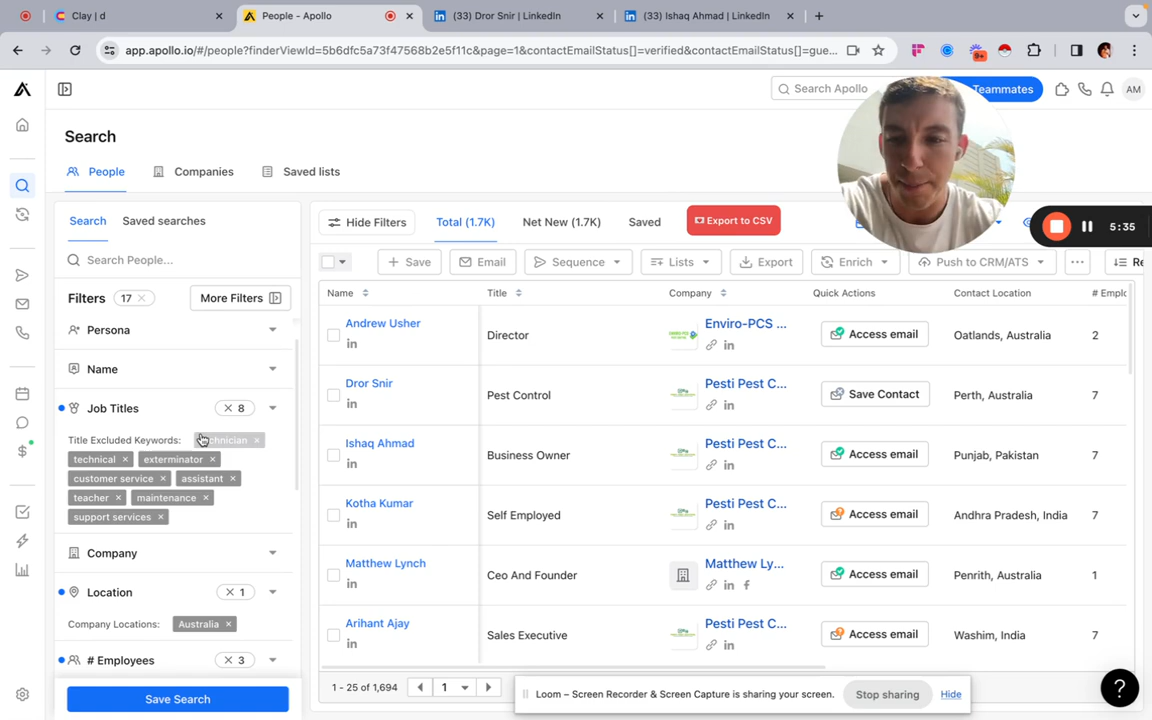 Clay | d
People - Apollo
(33) Dror Snir | LinkedIn
(33) Ishaq Ahmad | LinkedIn
app.apollo.io/#/people?finderViewId=5b6dfc5a73f47568b2e5f11c&page=1&contactEmailStatus[]=verified&contactEmailStatus[]=gue...
9+
Search Apollo
Teammates
AM
Search
People
Companies
Saved lists
5:35
Search
Saved searches
Hide Filters
Total (1.7K)
Net New (1.7K)
Saved
Export to CSV
Search People...
+ Save
Email
Sequence
Lists
Export
Enrich
Push to CRM/ATS
...
Re
Filters
17
More Filters
Name
Title
Company
Quick Actions
Contact Location
# Emplo
Persona
Name
Job Titles
8
Title Excluded Keywords:
technical
exterminator
customer service
assistant
teacher
maintenance
support services
Company
Location
1
Company Locations:
Australia
# Employees
3
Save Search
Andrew Usher
Director
Enviro-PCS ...
Access email
Oatlands, Australia
2
Dror Snir
Pest Control
Pesti Pest C...
Save Contact
Perth, Australia
7
Ishaq Ahmad
Business Owner
Pesti Pest C...
Access email
Punjab, Pakistan
7
Kotha Kumar
Self Employed
Pesti Pest C...
Access email
Andhra Pradesh, India
7
Matthew Lynch
Ceo And Founder
Matthew Ly...
Access email
Penrith, Australia
1
Arihant Ajay
Sales Executive
Pesti Pest C...
Access email
Washim, India
7
1 - 25 of 1,694
1
Loom – Screen Recorder & Screen Capture is sharing your screen.
Stop sharing
Hide
?